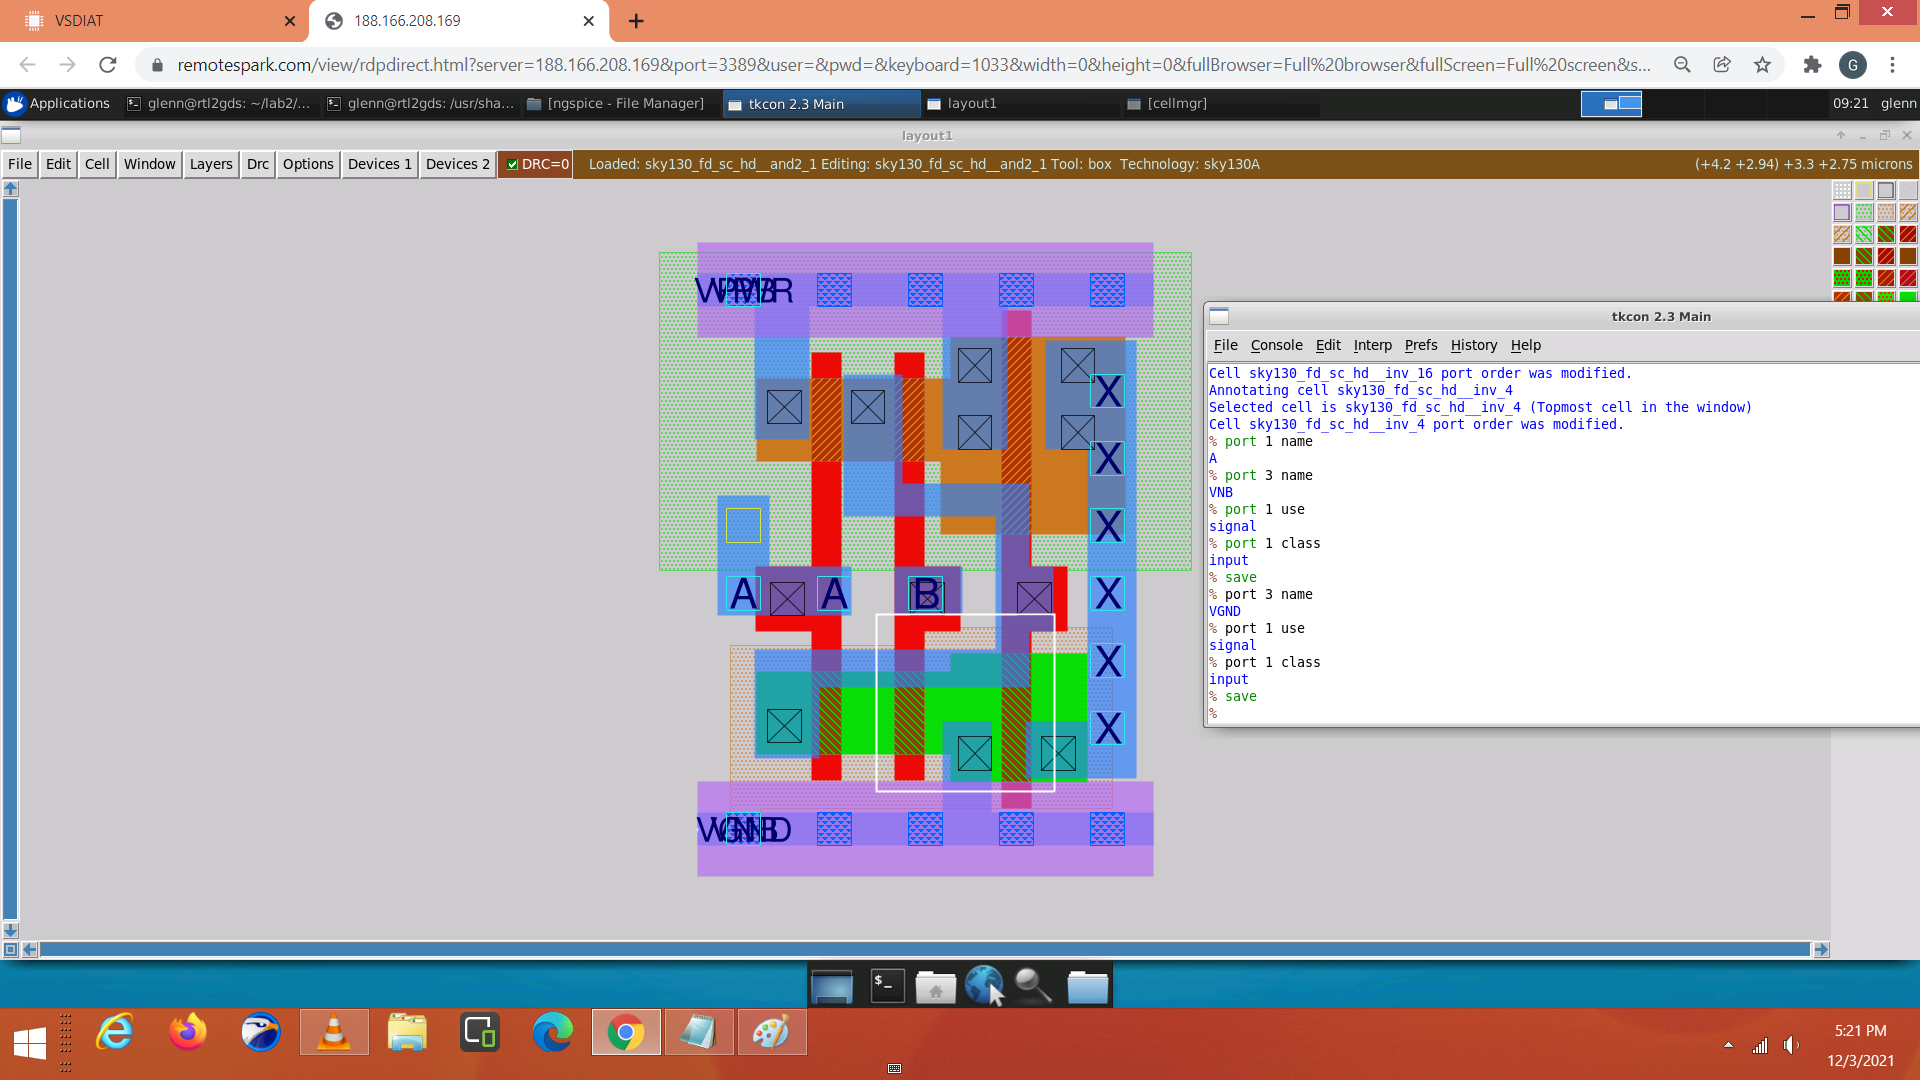 VSDIAT
188.166.208.169
remotespark.com/view/rdpdirect.html?server=188.166.208.169&port=3389&user=&pwd=&keyboard=1033&width=0&height=0&fullBrowser=Full%20browser&fullScreen=Full%20screen&s...
G
Applications
glenn@rtl2gds: ~/lab2/...
glenn@rtl2gds: /usr/sha...
[ngspice - File Manager]
tkcon 2.3 Main
layout1
[cellmgr]
09:21
glenn
layout1
File
Edit
Cell
Window
Layers
Drc
Options
Devices 1
Devices 2
DRC=0
Loaded: sky130_fd_sc_hd__and2_1 Editing: sky130_fd_sc_hd__and2_1 Tool: box Technology: sky130A
(+4.2 +2.94) +3.3 +2.75 microns
X
X
X
A
A
B
X
X
X
tkcon 2.3 Main
File Console Edit Interp Prefs History Help
Cell sky130_fd_sc_hd__inv_16 port order was modified.
Annotating cell sky130_fd_sc_hd__inv_4
Selected cell is sky130_fd_sc_hd__inv_4 (Topmost cell in the window)
Cell sky130_fd_sc_hd__inv_4 port order was modified.
% port 1 name
A
% port 3 name
VNB
% port 1 use
signal
% port 1 class
input
% save
% port 3 name
VGND
% port 1 use
signal
% port 1 class
input
% save
%
$_
5:21 PM
12/3/2021